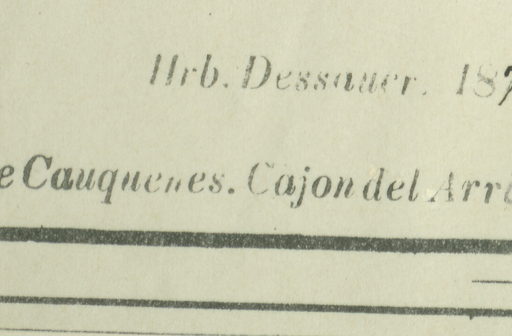 Hrb. Dessauer. 187
e Cauquenes. Cajon del Arr